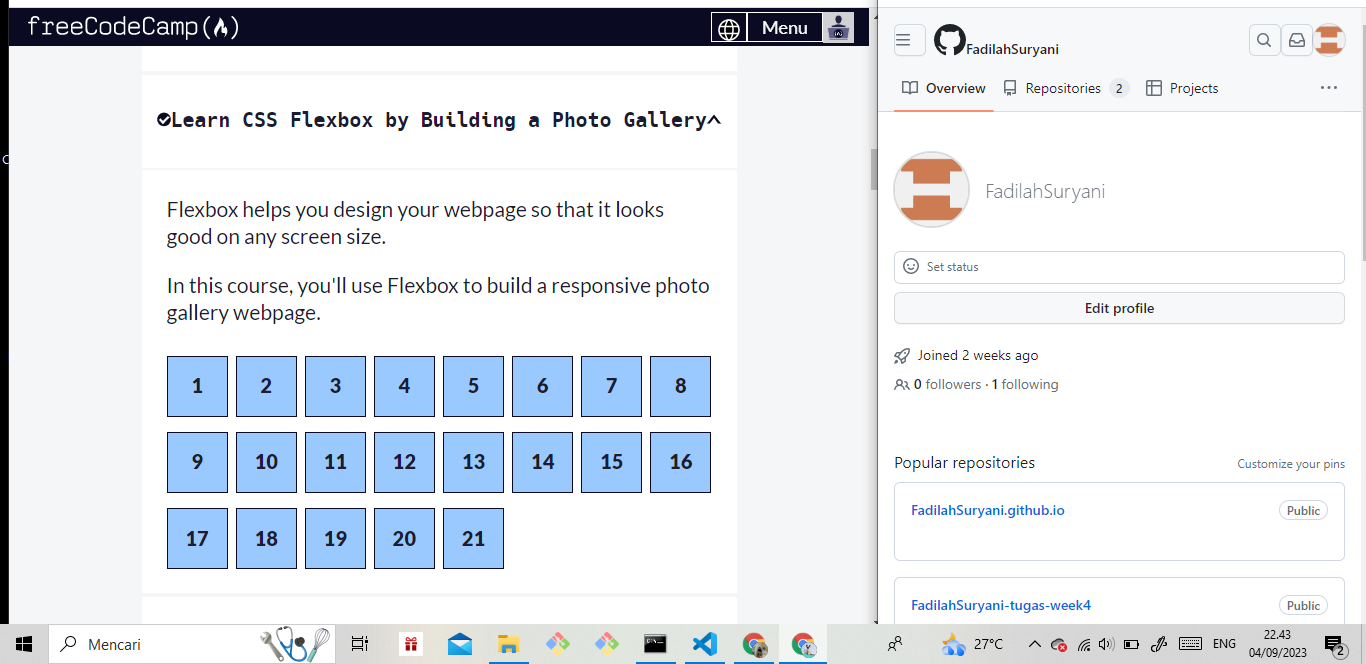 freeCodeCamp(🔥)
Menu
Learn CSS Flexbox by Building a Photo Gallery
Flexbox helps you design your webpage so that it looks
good on any screen size.
In this course, you'll use Flexbox to build a responsive photo
gallery webpage.
1 2 3 4 5 6 7 8
9 10 11 12 13 14 15 16
17 18 19 20 21
FadilahSuryani
Overview Repositories 2 Projects
FadilahSuryani
Set status
Edit profile
Joined 2 weeks ago
0 followers · 1 following
Popular repositories Customize your pins
FadilahSuryani.github.io Public
FadilahSuryani-tugas-week4 Public
Mencari
27°C
ENG
22.43
04/09/2023
2